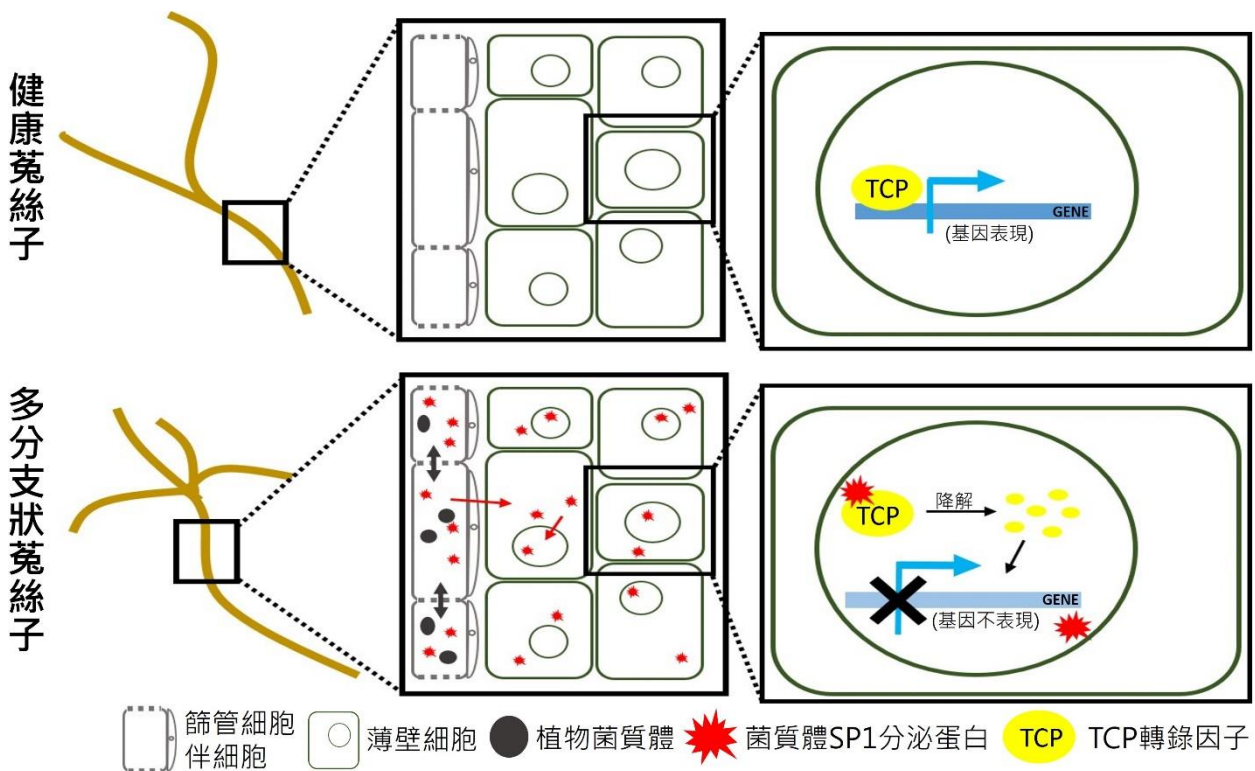 健康菟絲子
TCP
GENE
(基因表現)
多分支狀菟絲子
TCP
降解
GENE
(基因不表現)
篩管細胞
伴細胞
薄壁細胞
植物菌質體
菌質體SP1分泌蛋白
TCP
TCP轉錄因子